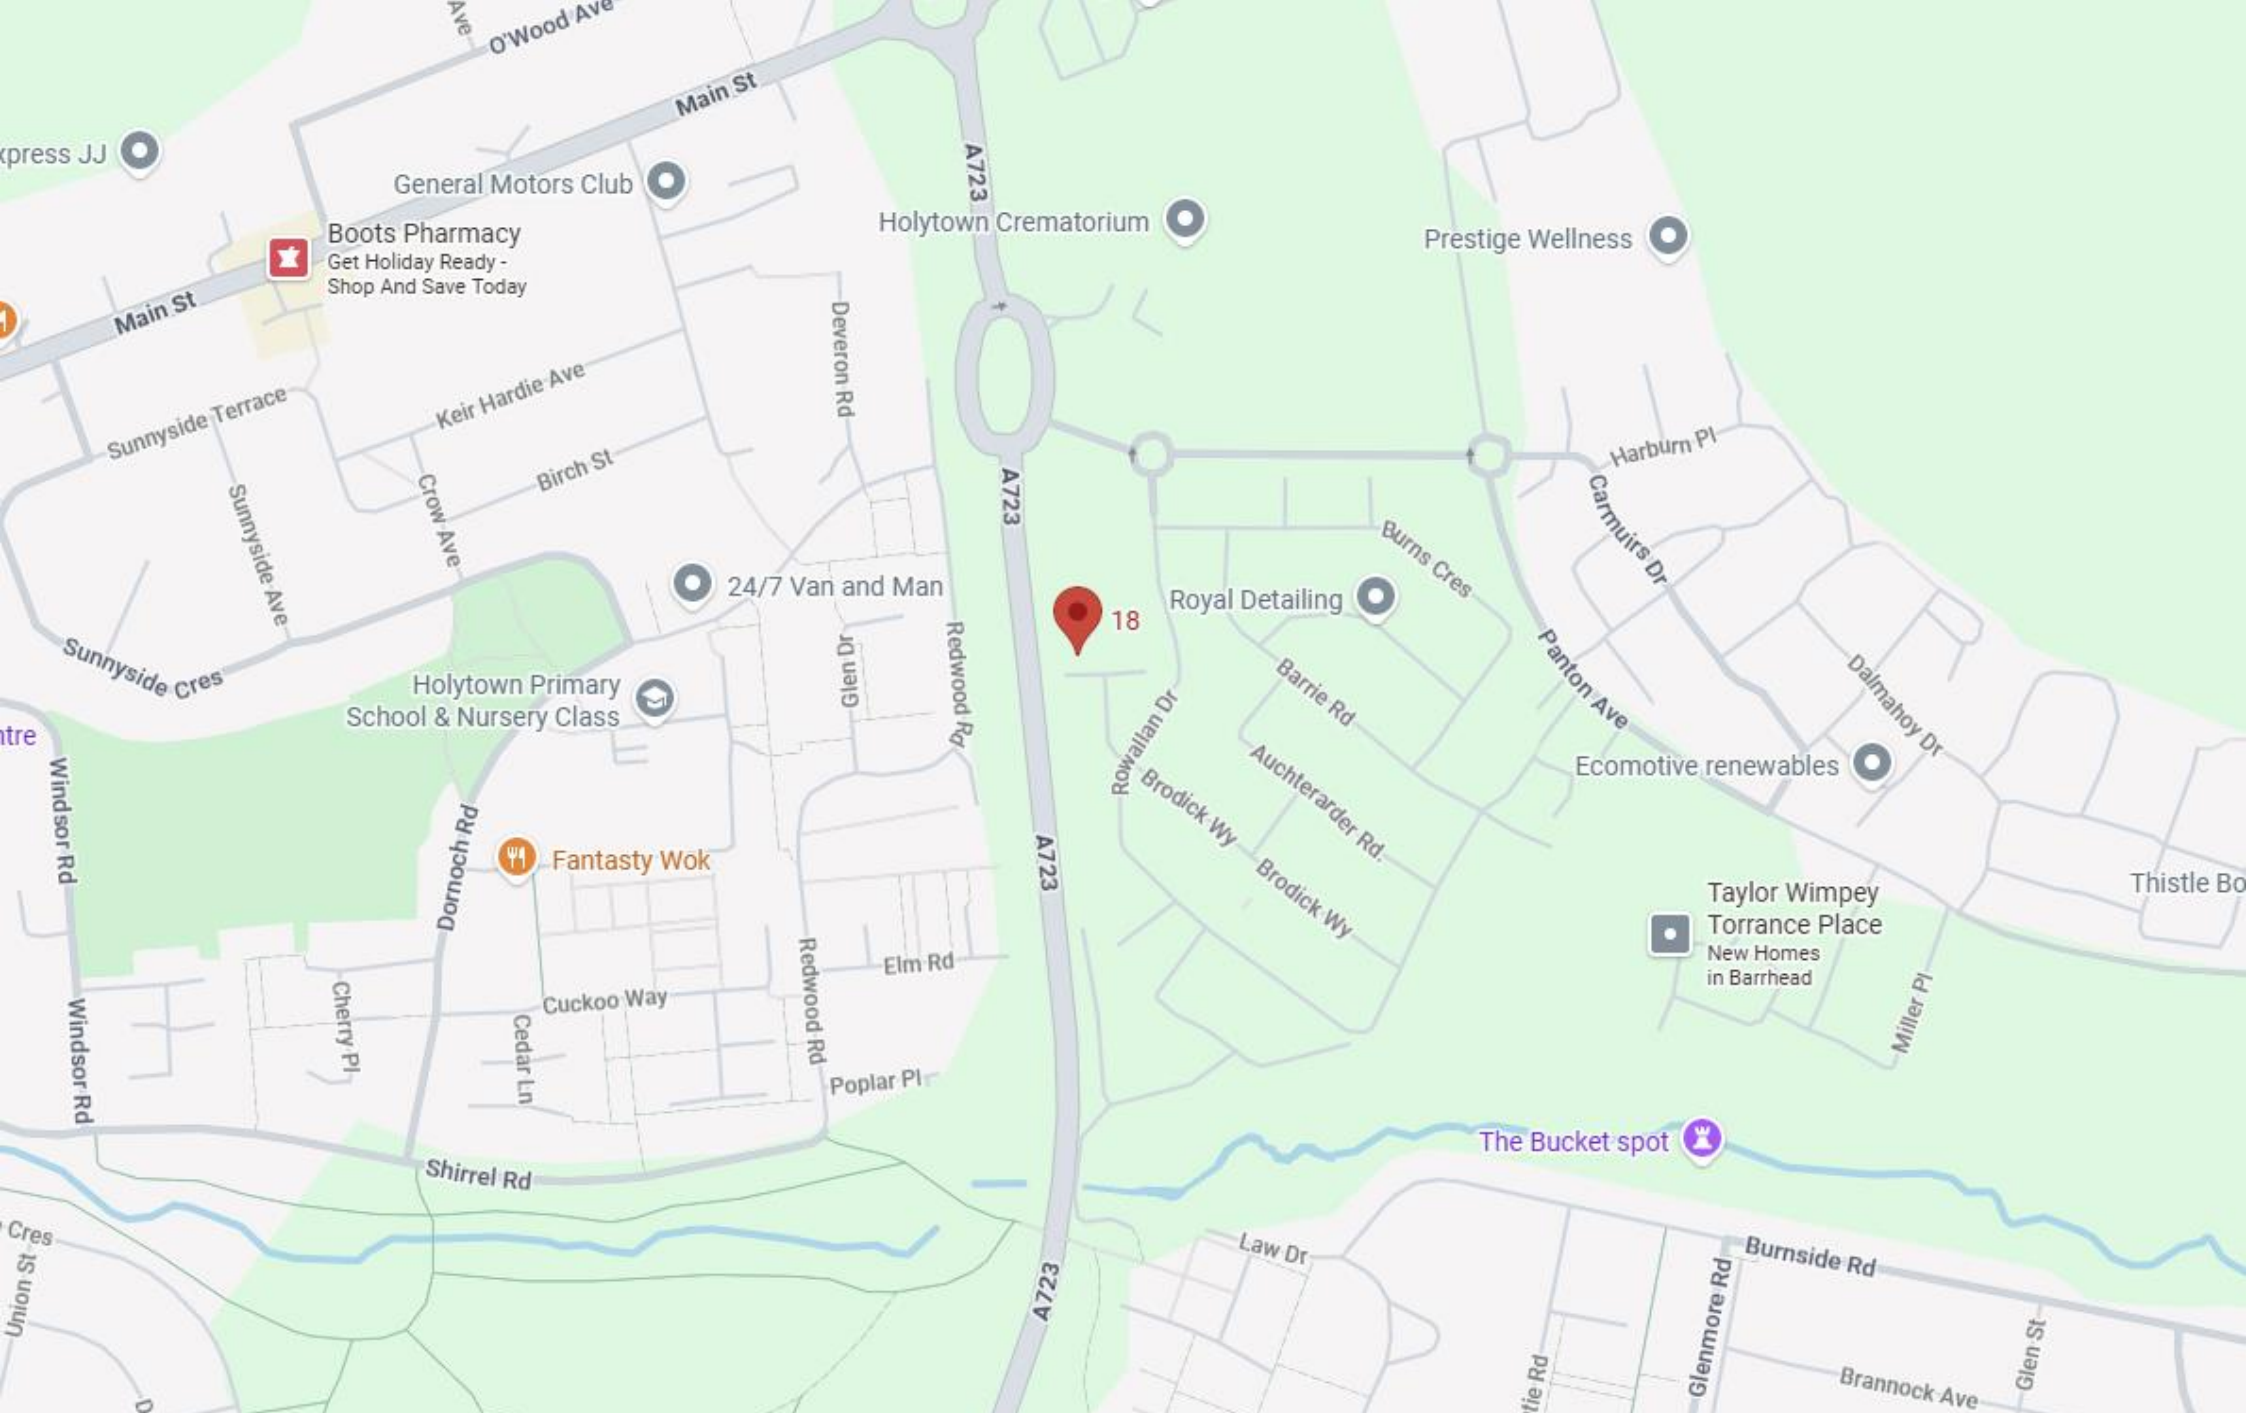 Ave
O'Wood Ave
Main St
xpress JJ
A723
General Motors Club
Holytown Crematorium
Boots Pharmacy
Get Holiday Ready -
Shop And Save Today
Prestige Wellness
Main St
Deveron Rd
Keir Hardie Ave
Sunnyside Terrace
Harburn Pl
Birch St
Crow Ave
A723
Sunnyside Ave
Carmuirs Dr
Burns Cres
24/7 Van and Man
Royal Detailing
18
Sunnyside Cres
Glen Dr
Redwood Rd
Holytown Primary
School & Nursery Class
Panton Ave
Barrie Rd
Dalmahoy Dr
ntre
Rowallan Dr
Ecomotive renewables
Windsor Rd
Brodick Wy
Auchterarder Rd.
Dornoch Rd
Fantasty Wok
A723
Thistle Bo
Brodick Wy
Taylor Wimpey
Torrance Place
New Homes
in Barrhead
Elm Rd
Redwood Rd
Cuckoo Way
Cherry Pl
Miller Pl
Cedar Ln
Windsor Rd
Poplar Pl
The Bucket spot
Shirrel Rd
Cres
Union St
Law Dr
Burnside Rd
A723
Glenmore Rd
Glen St
tie Rd
Brannock Ave
D